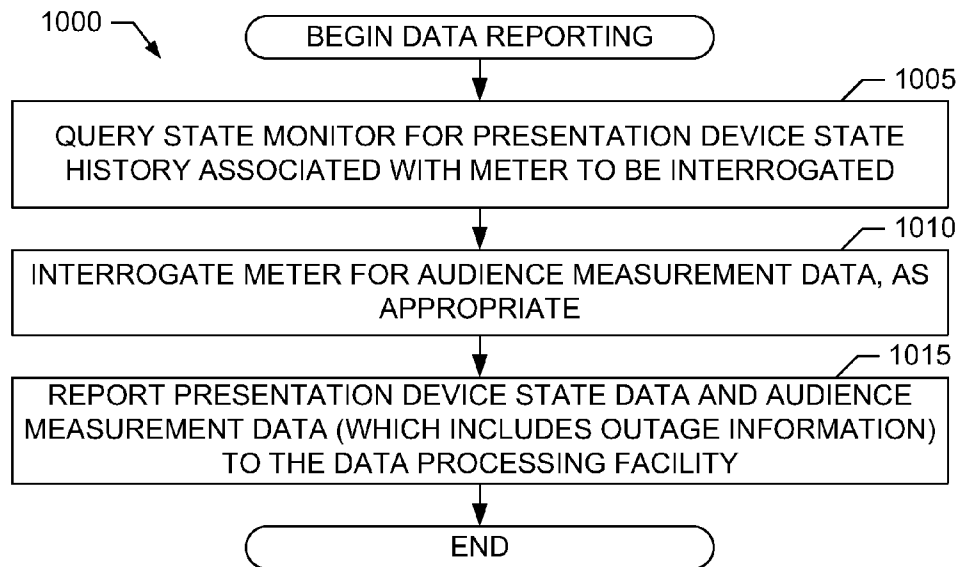 1000
BEGIN DATA REPORTING
1005
QUERY STATE MONITOR FOR PRESENTATION DEVICE STATE
HISTORY ASSOCIATED WITH METER TO BE INTERROGATED
1010
INTERROGATE METER FOR AUDIENCE MEASUREMENT DATA, AS
APPROPRIATE
1015
REPORT PRESENTATION DEVICE STATE DATA AND AUDIENCE
MEASUREMENT DATA (WHICH INCLUDES OUTAGE INFORMATION)
TO THE DATA PROCESSING FACILITY
END